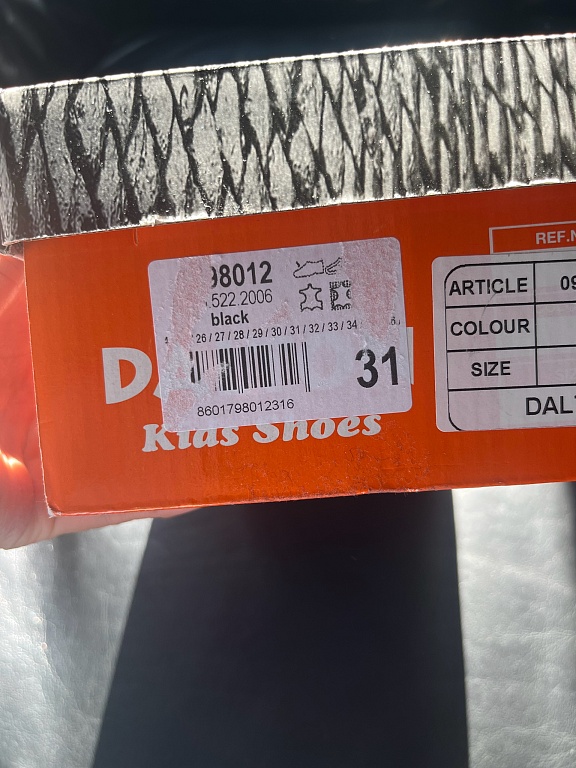 98012
.522.2006
black
26 / 27 / 28 / 29 / 30 / 31 / 32 / 33 / 34
31
8601798012316
Kids Shoes
REF.N
ARTICLE 09
COLOUR
SIZE
DAL